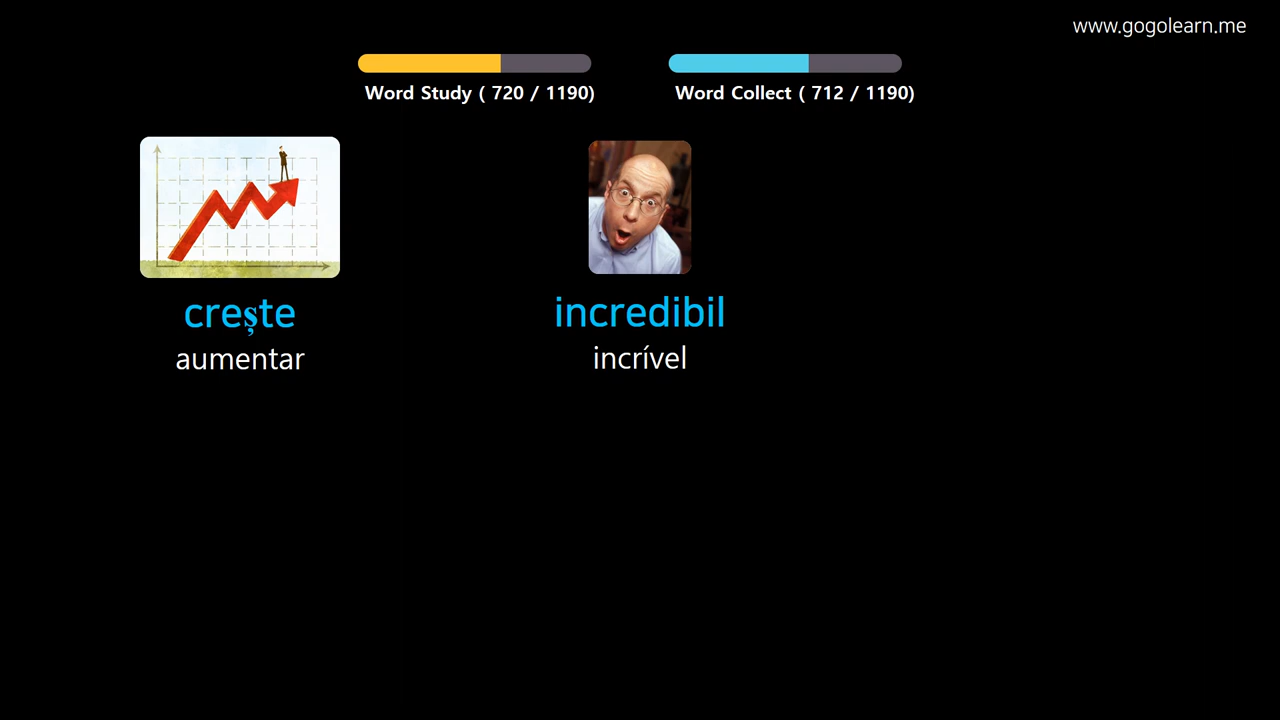 www.gogolearn.me
Word Study ( 720 / 1190)
Word Collect ( 712 / 1190)
crește
aumentar
incredibil
incrível